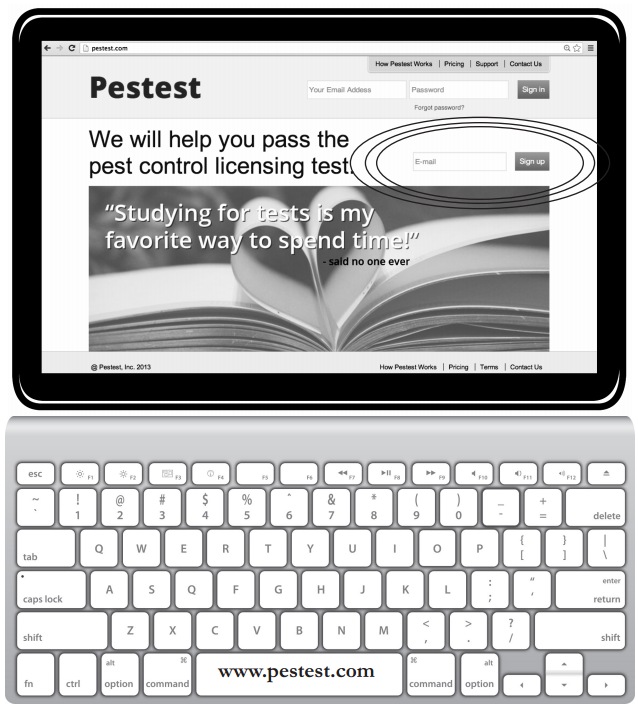 pestest.com
How Pestest Works | Pricing | Support | Contact Us
Pestest
Your Email Addess Password Sign in
Forgot password?
We will help you pass the
pest control licensing test.
E-mail Sign up
“Studying for tests is my
favorite way to spend time!”
- said no one ever
@ Pestest, Inc. 2013 How Pestest Works | Pricing | Terms | Contact Us
esc F1 F2 F3 F4 F5 F6 F7 F8 F9 F10 F11 F12
~ ! @ # $ % ^ & * ( ) _ +
` 1 2 3 4 5 6 7 8 9 0 - = delete
tab Q W E R T Y U I O P { [ } ] | \
caps lock A S Q F G H J K L : ; " ' enter return
shift Z X C V B N M < , > . ? / shift
fn ctrl alt option ⌘ command www.pestest.com ⌘ command alt option